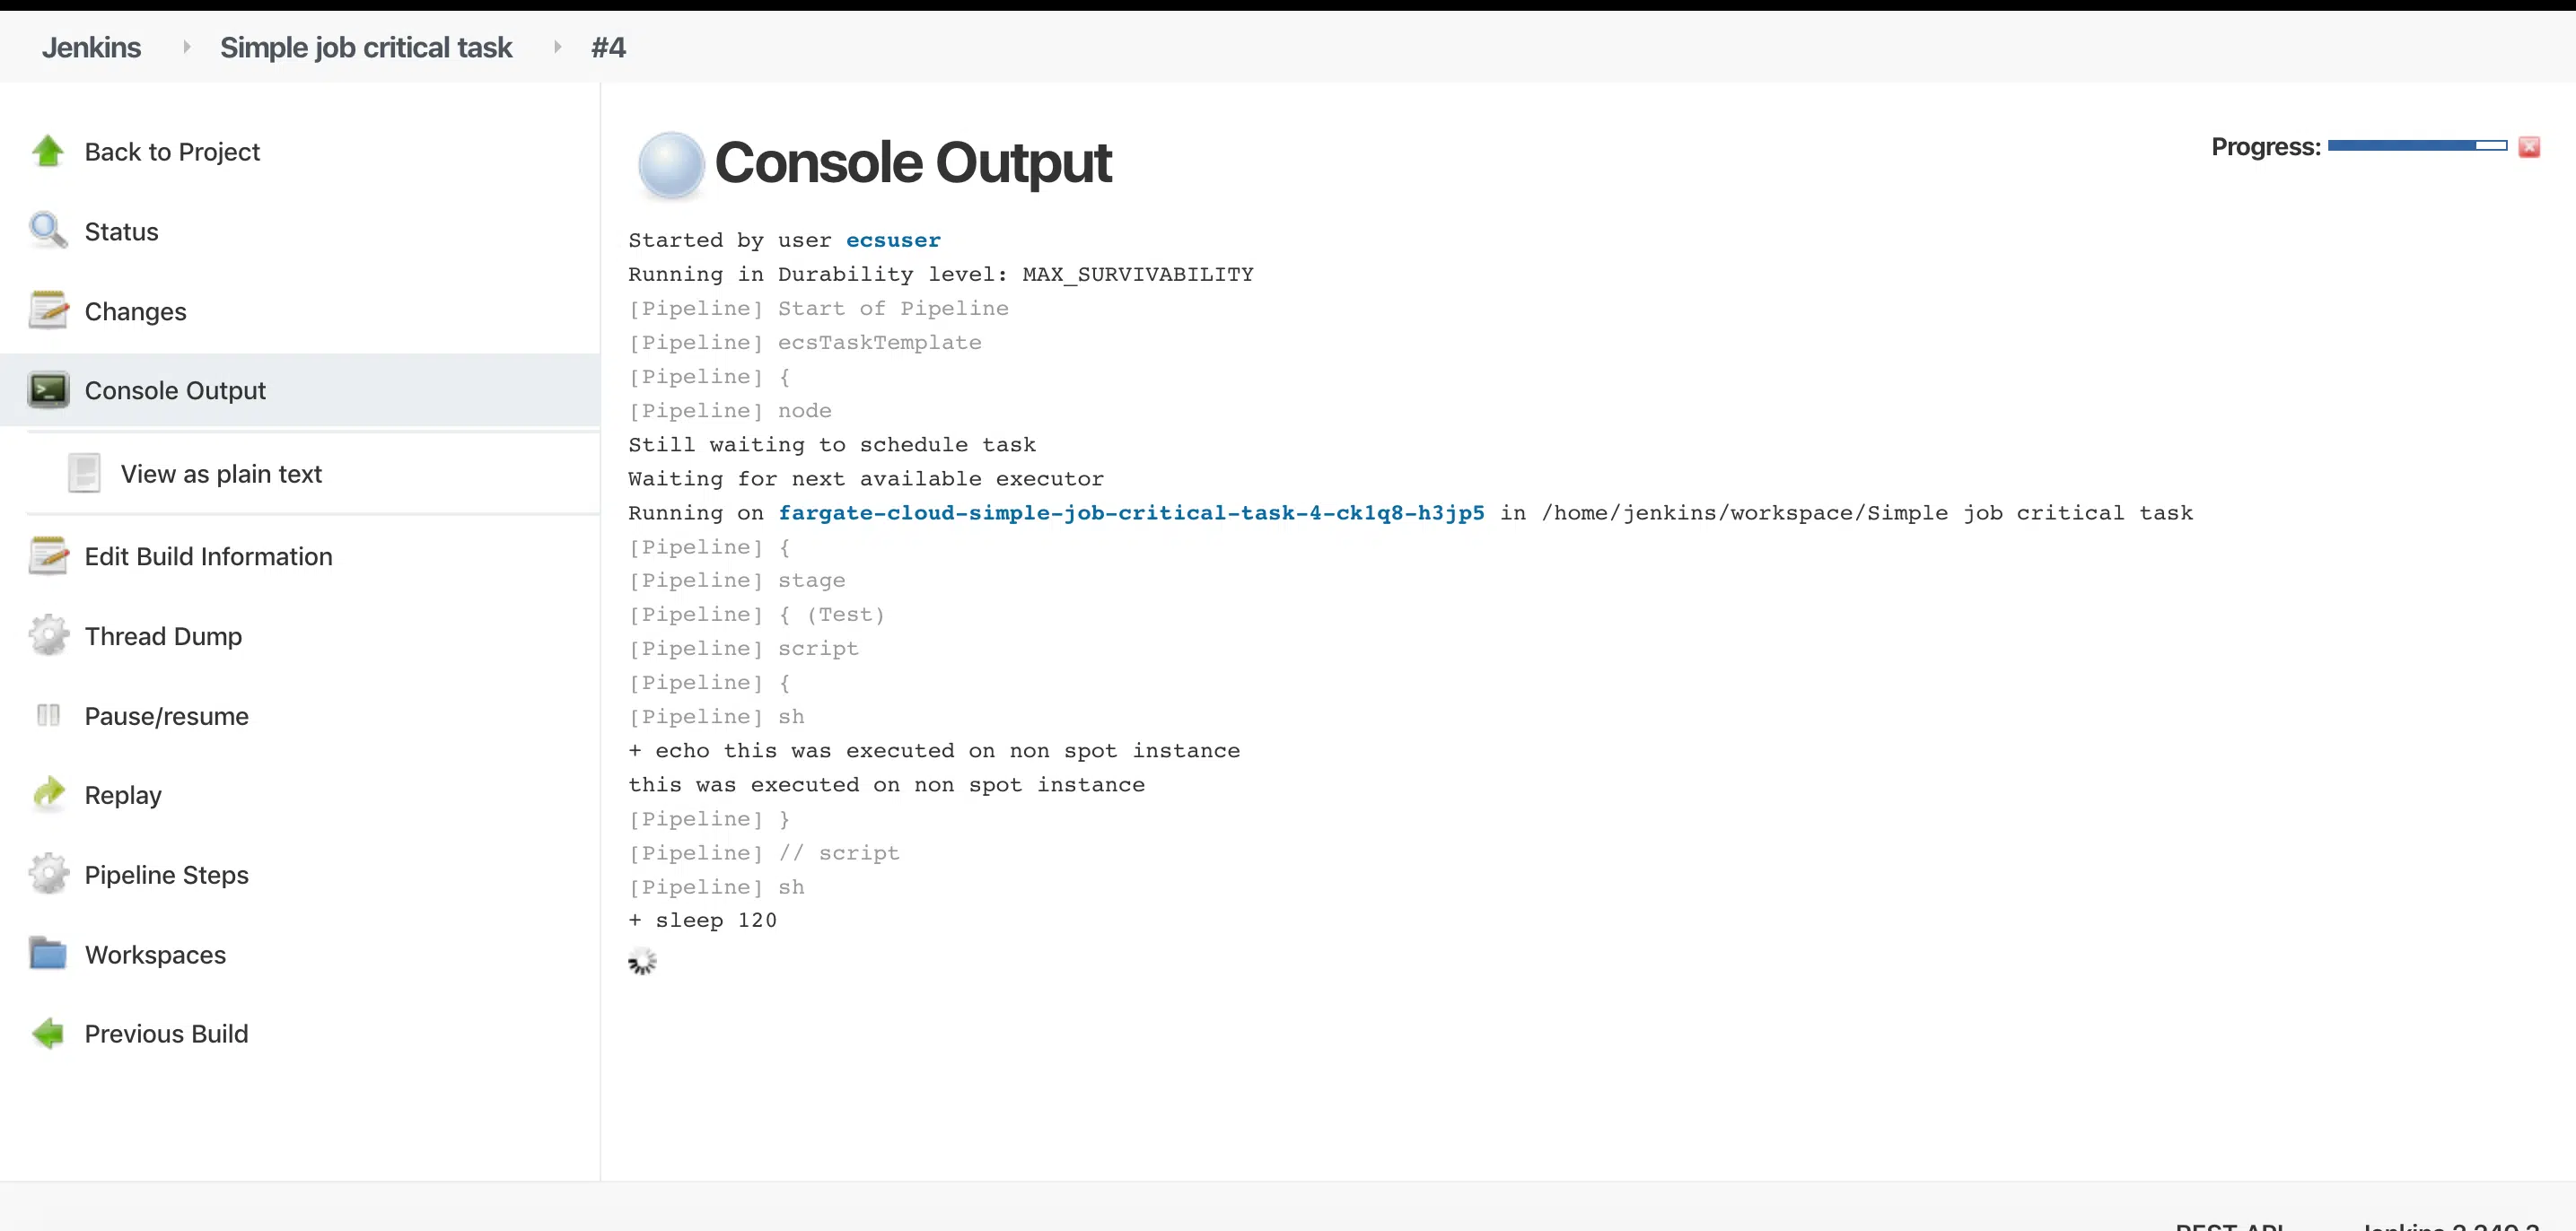 Jenkins Simple job critical task #4
Back to Project
Status
Changes
Console Output
View as plain text
Edit Build Information
Thread Dump
Pause/resume
Replay
Pipeline Steps
Workspaces
Previous Build
Console Output
Progress:
Started by user ecsuser
Running in Durability level: MAX_SURVIVABILITY
[Pipeline] Start of Pipeline
[Pipeline] ecsTaskTemplate
[Pipeline] {
[Pipeline] node
Still waiting to schedule task
Waiting for next available executor
Running on fargate-cloud-simple-job-critical-task-4-ck1q8-h3jp5 in /home/jenkins/workspace/Simple job critical task
[Pipeline] {
[Pipeline] stage
[Pipeline] { (Test)
[Pipeline] script
[Pipeline] {
[Pipeline] sh
+ echo this was executed on non spot instance
this was executed on non spot instance
[Pipeline] }
[Pipeline] // script
[Pipeline] sh
+ sleep 120
REST API Jenkins